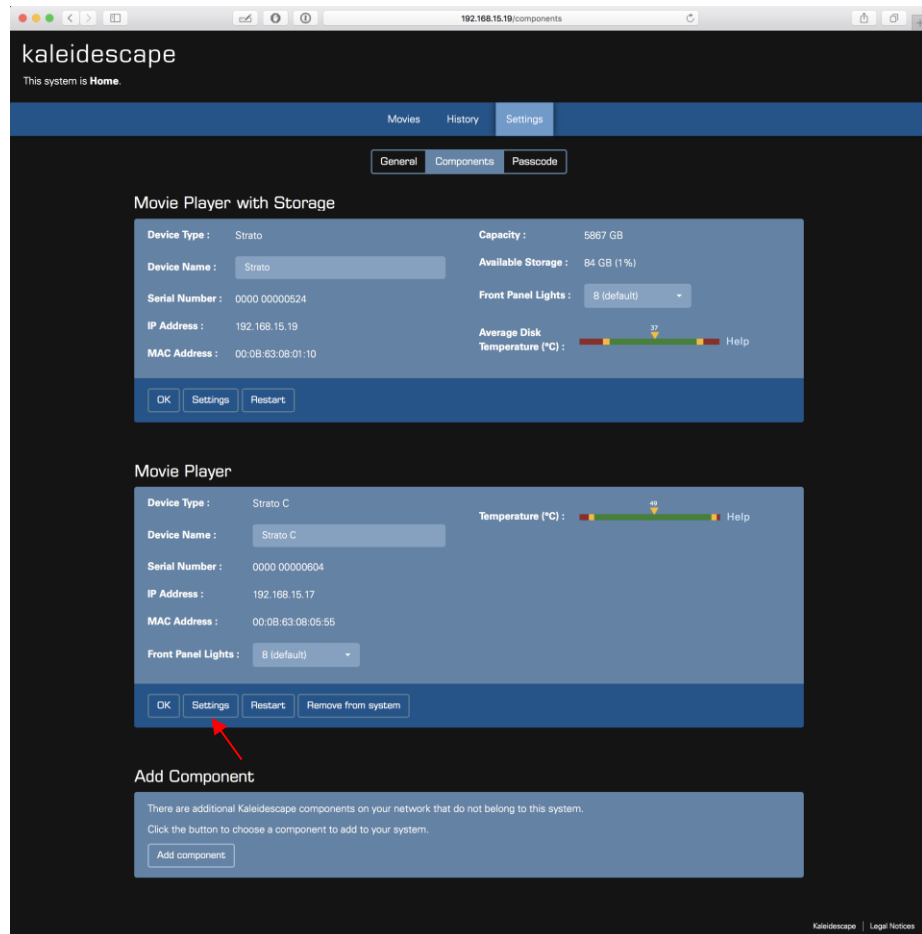 192.168.15.19/components
kaleidescape
This system is Home.
Movies History Settings
General Components Passcode
Movie Player with Storage
Device Type : Strato
Device Name : Strato
Serial Number : 0000 00000524
IP Address : 192.168.15.19
MAC Address : 00:0B:63:08:01:10
Capacity : 5867 GB
Available Storage : 84 GB (1%)
Front Panel Lights : 8 (default)
37
Average Disk
Temperature (°C) : Help
OK Settings Restart
Movie Player
Device Type : Strato C
Device Name : Strato C
Serial Number : 0000 00000604
IP Address : 192.168.15.17
MAC Address : 00:0B:63:08:05:55
Front Panel Lights : 8 (default)
49
Temperature (°C) : Help
OK Settings Restart Remove from system
Add Component
There are additional Kaleidescape components on your network that do not belong to this system.
Click the button to choose a component to add to your system.
Add component
Kaleidescape | Legal Notices